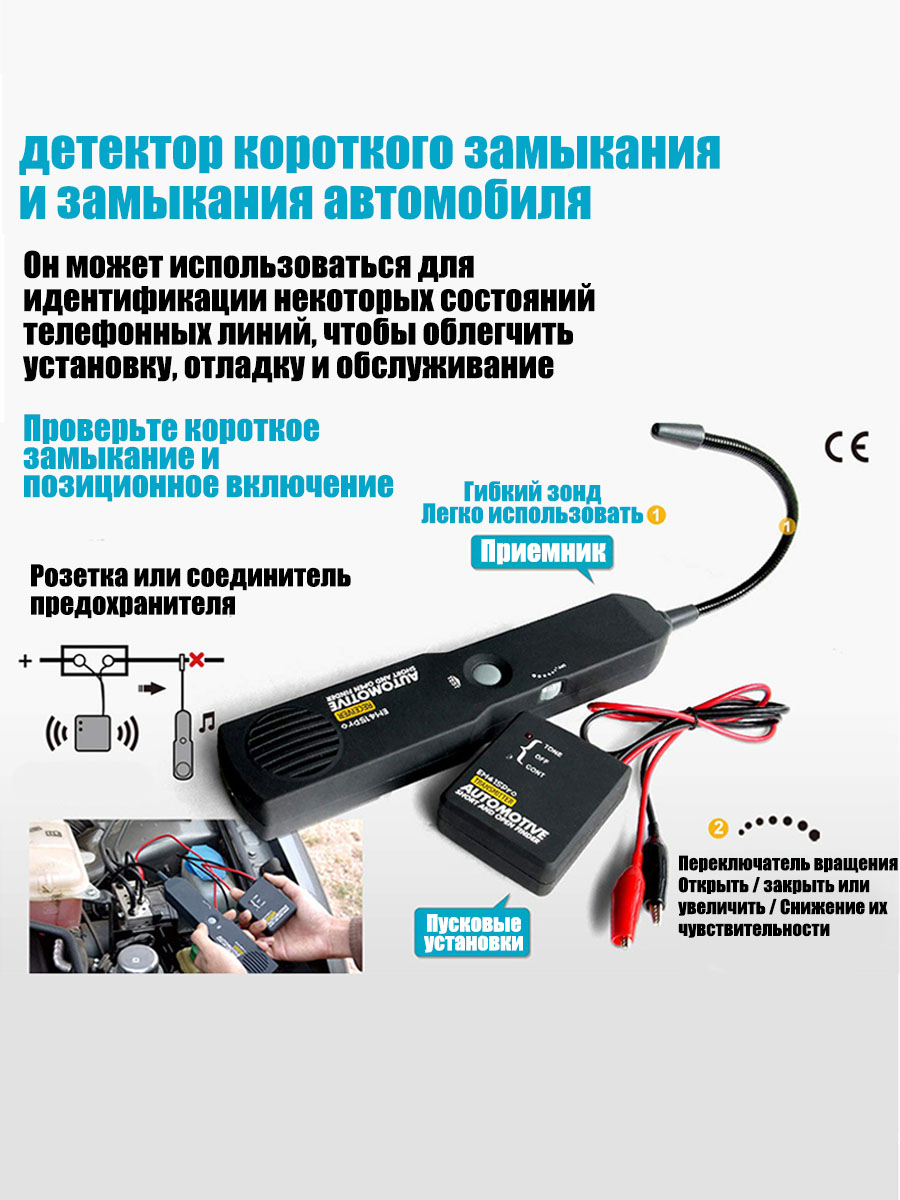 детектор короткого замыкания
и замыкания автомобиля
Он может использоваться для
идентификации некоторых состояний
телефонных линий, чтобы облегчить
установку, отладку и обслуживание
Проверьте короткое
замыкание и
позиционное включение
CE
Гибкий зонд
Легко использовать 1
1
Приемник
Розетка или соединитель
предохранителя
+
EM415Pro
RECEIVER
AUTOMOTIVE
SHORT AND OPEN FINDER
TONE
OFF
CONT
EM415Pro
TRANSMITTER
AUTOMOTIVE
SHORT AND OPEN FINDER
2
Переключатель вращения
Открыть / закрыть или
увеличить / Снижение их
чувствительности
Пусковые
установки